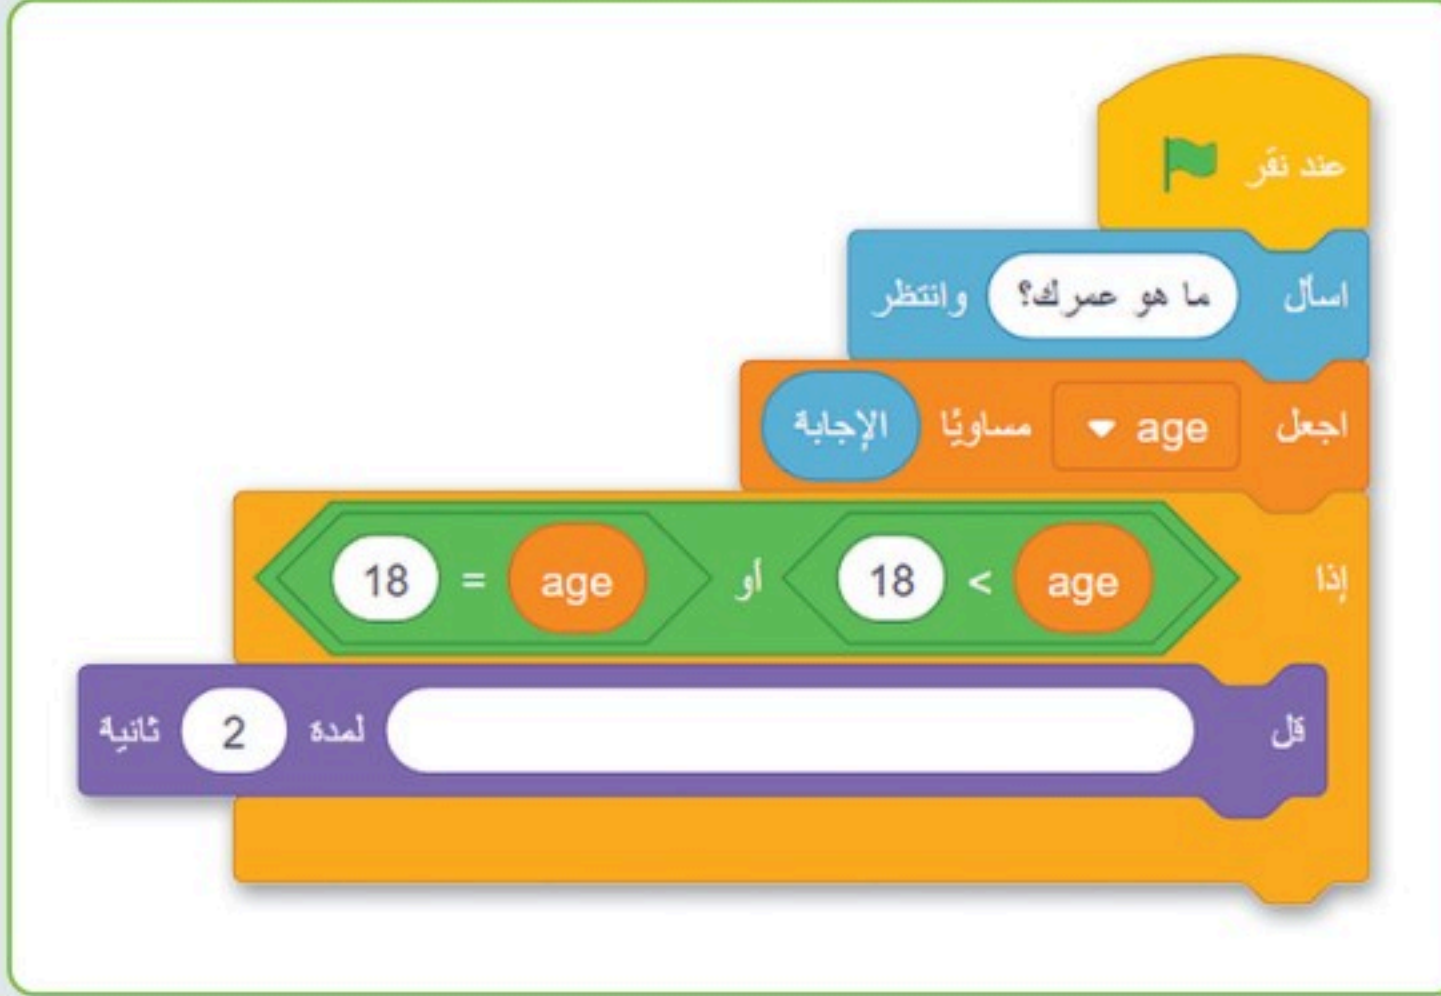 عند نقر
اسأل ما هو عمرك؟ وانتظر
اجعل age مساويًا الإجابة
إذا age > 18 أو age = 18
قل لمدة 2 ثانية